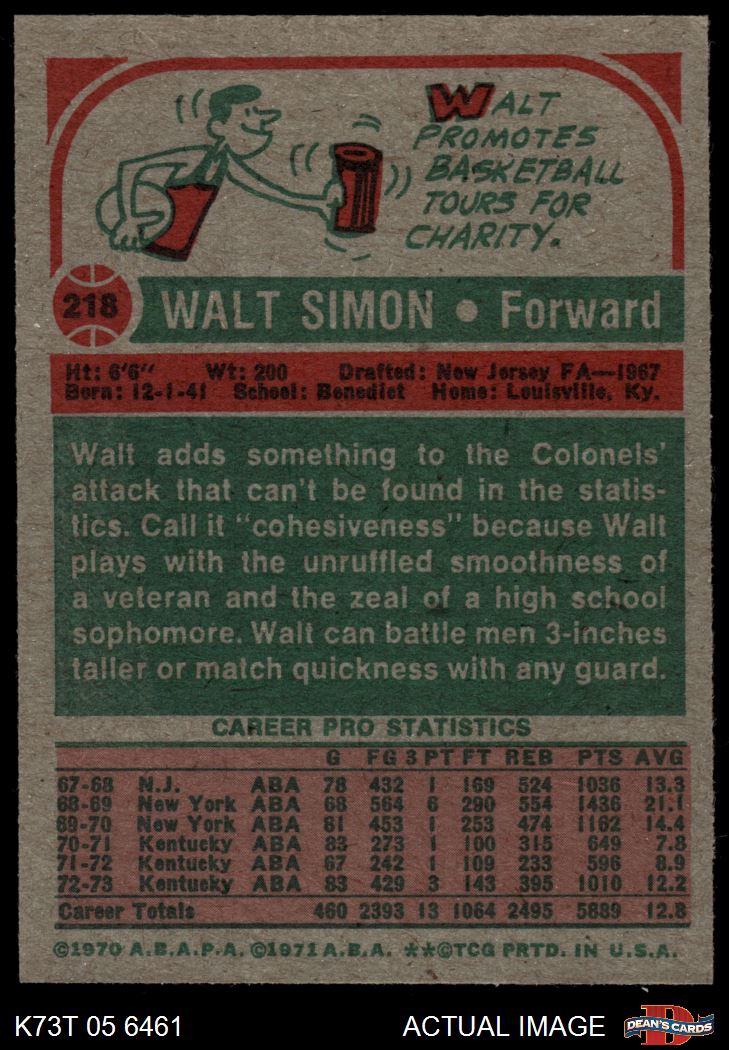 WALT
PROMOTES
BASKETBALL
TOURS FOR
CHARITY.
218 WALT SIMON • Forward
Ht: 6'6" Wt: 200 Drafted: New Jersey FA—1967
Born: 12-1-41 School: Benedict Home: Louisville, Ky.
Walt adds something to the Colonels'
attack that can't be found in the statis-
tics. Call it "cohesiveness" because Walt
plays with the unruffled smoothness of
a veteran and the zeal of a high school
sophomore. Walt can battle men 3-inches
taller or match quickness with any guard.
CAREER PRO STATISTICS
G FG 3 PT FT REB PTS AVG
67-68 N.J. ABA 78 432 1 169 524 1036 13.3
68-69 New York ABA 68 564 6 290 554 1436 21.1
69-70 New York ABA 81 453 1 253 474 1162 14.4
70-71 Kentucky ABA 83 273 1 100 315 649 7.8
71-72 Kentucky ABA 67 242 1 109 233 596 8.9
72-73 Kentucky ABA 83 429 3 143 395 1010 12.2
Career Totals 460 2393 13 1064 2495 5889 12.8
©1970 A.B.A.P.A. ©1971 A.B.A. **©TCG PRTD. IN U.S.A.
K73T 05 6461 ACTUAL IMAGE D DEAN'S CARDS